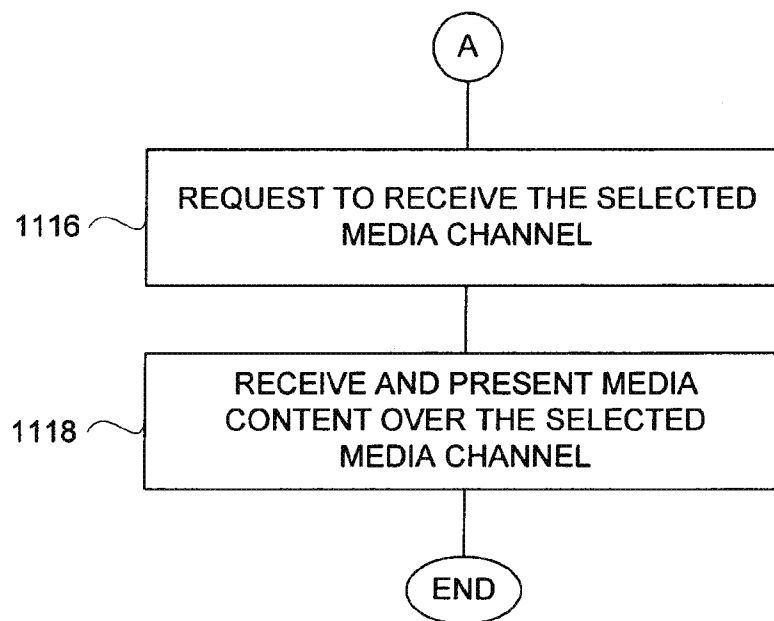 A
1116
REQUEST TO RECEIVE THE SELECTED
MEDIA CHANNEL
1118
RECEIVE AND PRESENT MEDIA
CONTENT OVER THE SELECTED
MEDIA CHANNEL
END